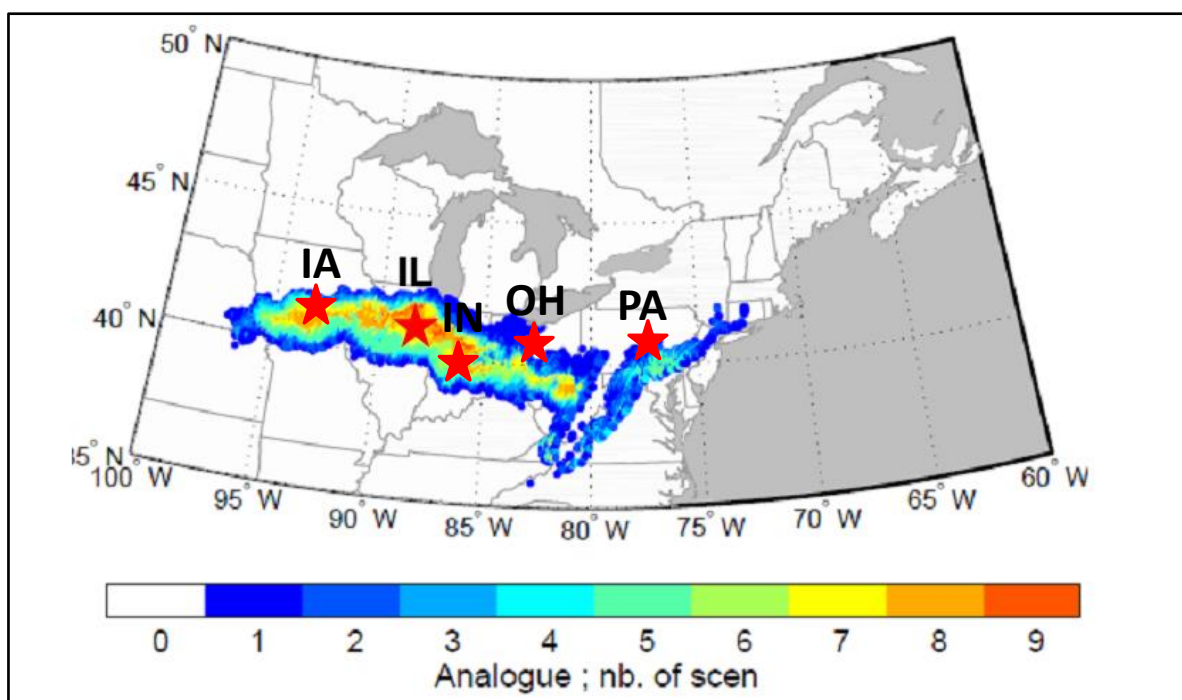 50° N
45° N
40° N
35° N
IA
IL
IN
OH
PA
100° W
95° W
90° W
85° W
80° W
75° W
70° W
65° W
60° W
0 1 2 3 4 5 6 7 8 9
Analogue ; nb. of scen